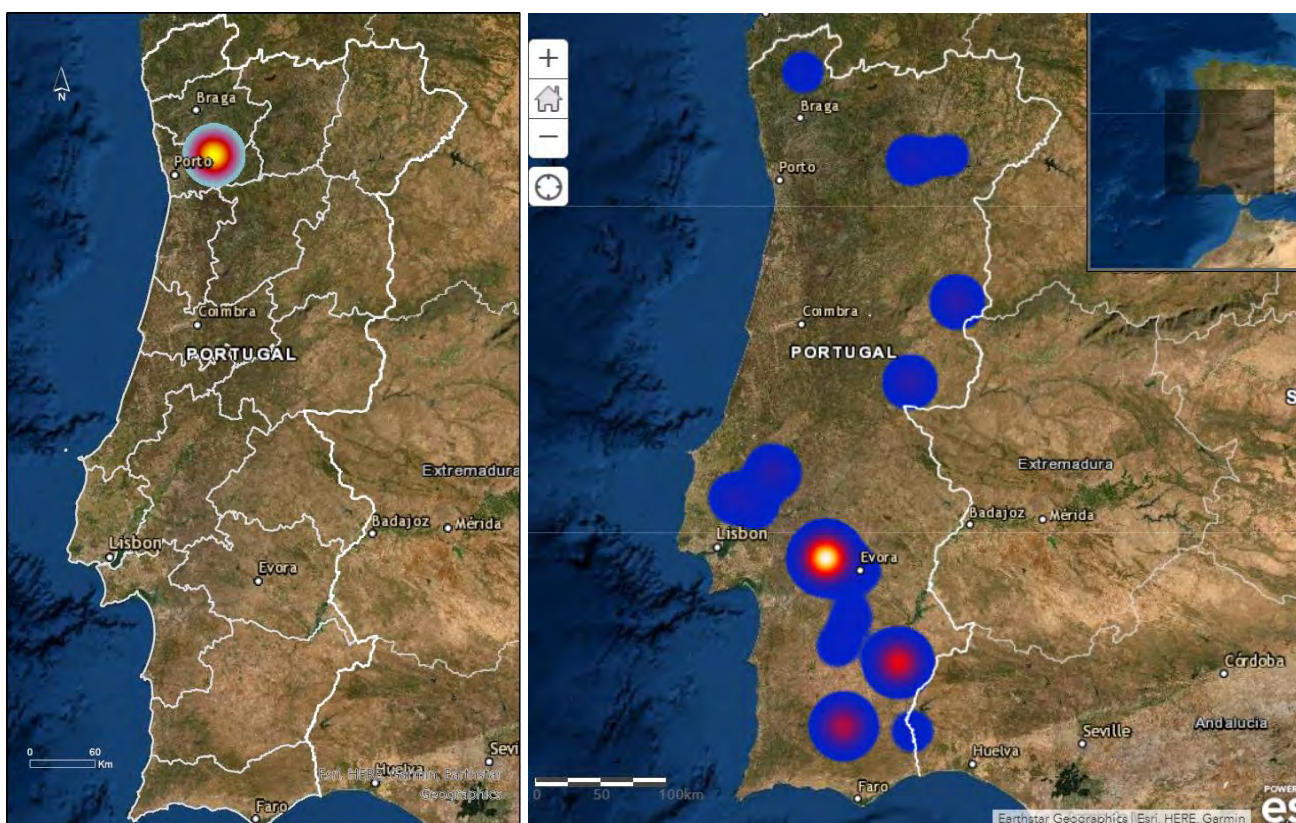 N
Braga
Porto
Coimbra
PORTUGAL
Extremadura
Badajoz
Mérida
Lisbon
Evora
0 60
Km
Sevi
Huelva
Esri, HERE, Garmin, Earthstar
Geographics
Faro
+
−
Braga
Porto
Coimbra
PORTUGAL
S
Extremadura
Badajoz
Mérida
Lisbon
Evora
Córdoba
Seville
Andalucía
Huelva
0 50 100km
Faro
POWERE
es
Earthstar Geographics | Esri, HERE, Garmin